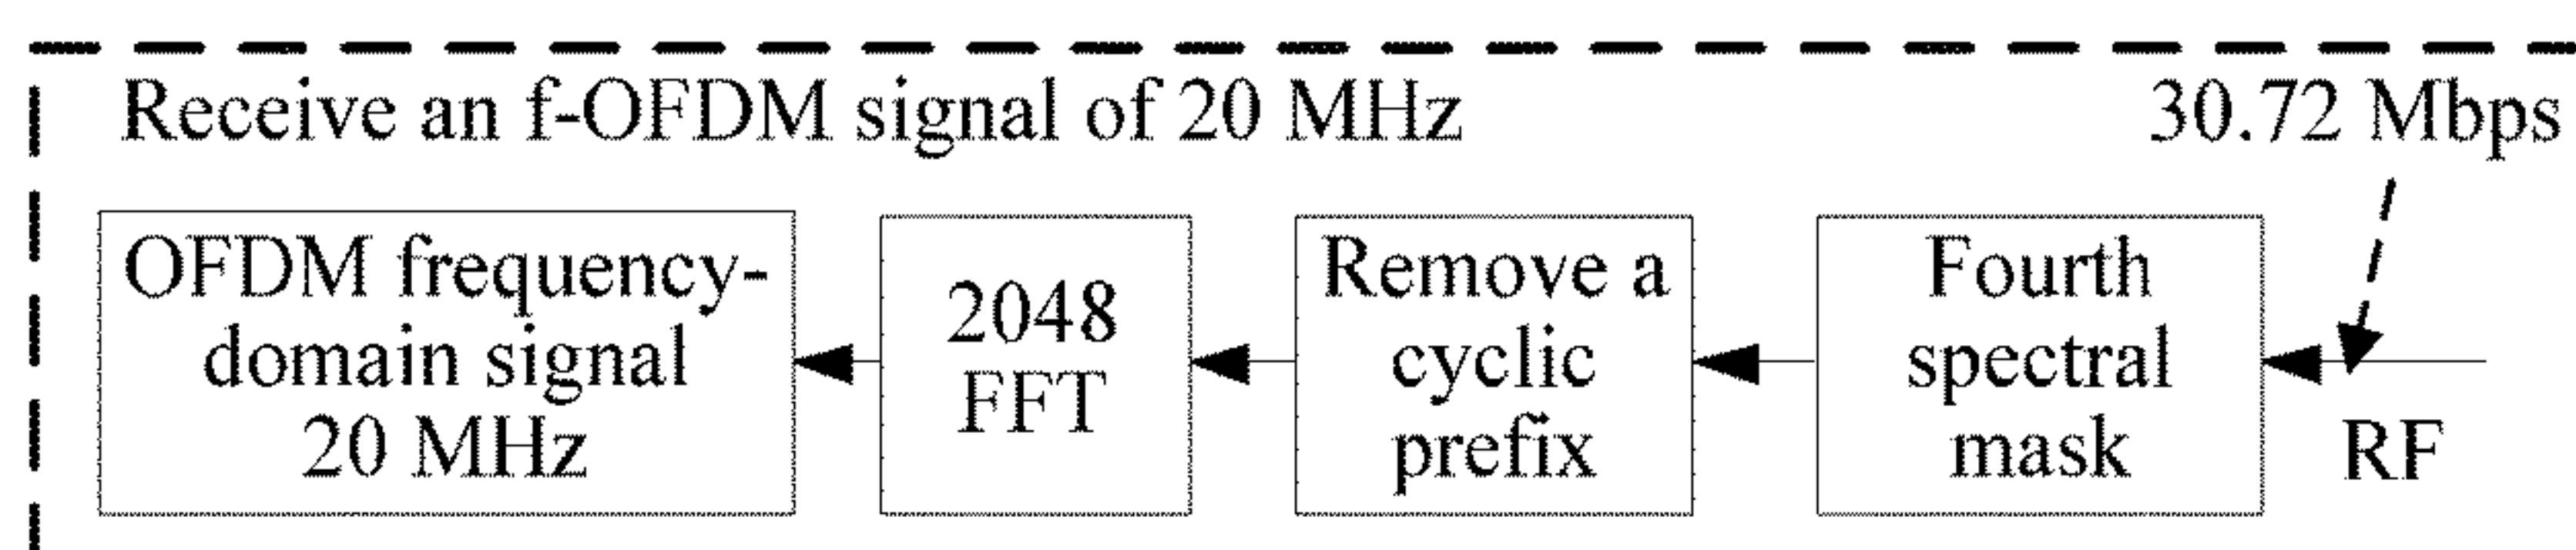 Receive an f-OFDM signal of 20 MHz
30.72 Mbps
OFDM frequency-
domain signal
20 MHz
2048
FFT
Remove a
cyclic
prefix
Fourth
spectral
mask
RF